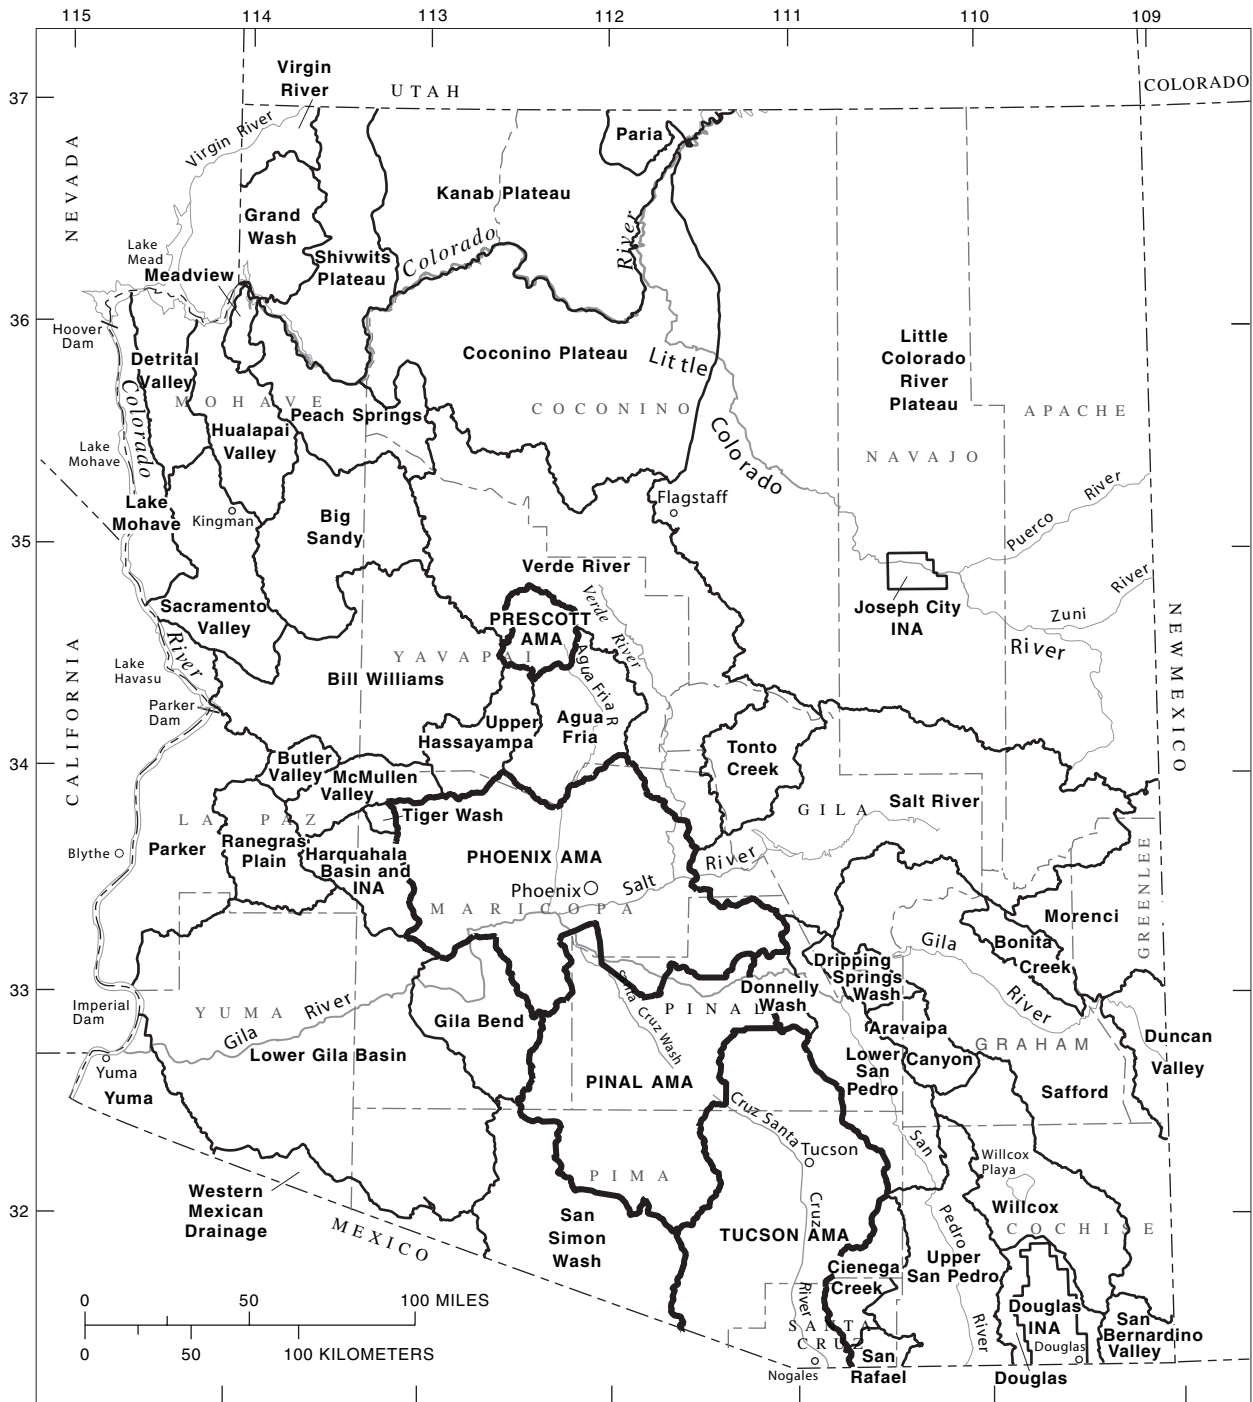 115
114
113
112
111
110
109
37
36
35
34
33
32
UTAH
COLORADO
NEVADA
CALIFORNIA
NEW MEXICO
MEXICO
Virgin
River
Virgin River
Paria
Kanab Plateau
Grand
Wash
Shivwits
Plateau
Colorado
River
Lake
Mead
Meadview
Hoover
Dam
Detrital
Valley
MOHAVE
Colorado
Hualapai
Valley
Peach Springs
Coconino Plateau
COCONINO
Little
Colorado
Little
Colorado
River
Plateau
APACHE
NAVAJO
Lake
Mohave
Lake
Mohave
Kingman
Big
Sandy
Flagstaff
Puerco
River
Verde River
Verde
River
Joseph City
INA
Zuni
River
River
Sacramento
Valley
River
PRESCOTT
AMA
YAVAPAI
Agua Fria R
Lake
Havasu
Bill Williams
Parker
Dam
Upper
Hassayampa
Agua
Fria
Tonto
Creek
Butler
Valley
McMullen
Valley
Tiger Wash
GILA
Salt River
LA PAZ
Blythe
Parker
Ranegras
Plain
Harquahala
Basin and
INA
PHOENIX AMA
Phoenix
Salt
River
MARICOPA
Morenci
GREENLEE
Bonita
Creek
Gila
River
Dripping
Springs
Wash
Donnelly
Wash
PINAL
Imperial
Dam
YUMA
Gila
River
Gila Bend
Santa
Cruz Wash
Aravaipa
Canyon
GRAHAM
Duncan
Valley
Lower Gila Basin
Lower
San
Pedro
Yuma
Yuma
PINAL AMA
Safford
Cruz Santa
Tucson
San
Pedro
River
Willcox
Playa
PIMA
Western
Mexican
Drainage
Willcox
COCHISE
San
Simon
Wash
TUCSON AMA
Cruz
River
Upper
San Pedro
Cienega
Creek
Douglas
INA
San
Bernardino
Valley
SANTA
CRUZ
Douglas
San
Rafael
Nogales
Douglas
0
50
100 MILES
0
50
100 KILOMETERS